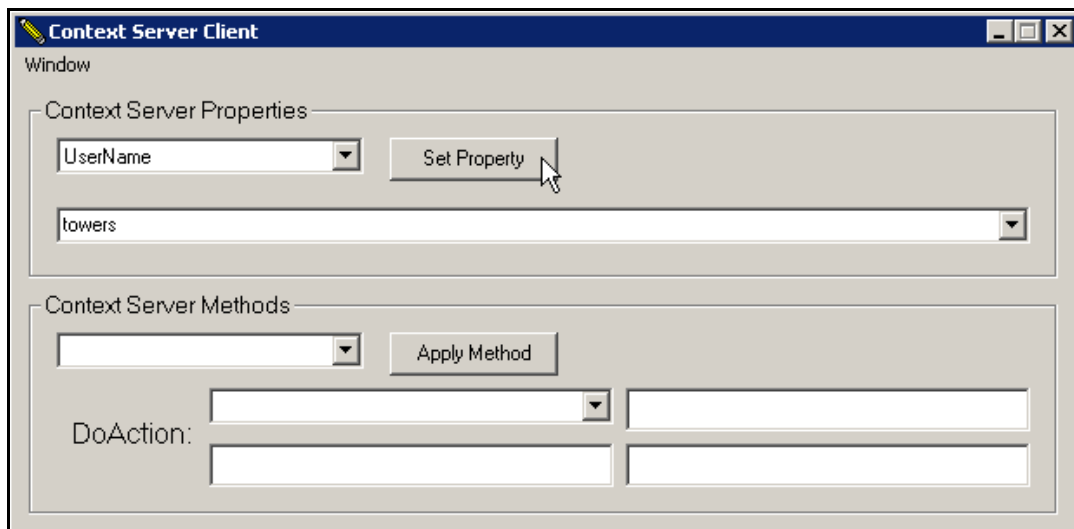 Context Server Client
Window
Context Server Properties
UserName
Set Property
towers
Context Server Methods
Apply Method
DoAction: